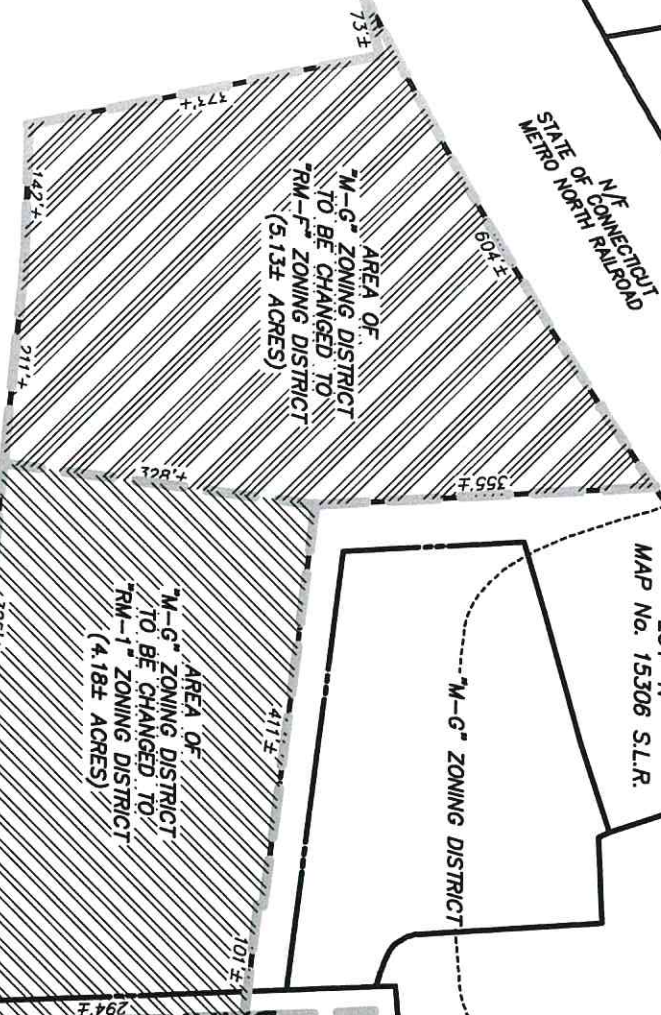 N/F
STATE OF CONNECTICUT
METRO NORTH RAILROAD
MAP No. 15306 S.L.R.
73'±
604'±
373'±
AREA OF
"M-G" ZONING DISTRICT
TO BE CHANGED TO
"RM-F" ZONING DISTRICT
(5.13± ACRES)
355'±
142'±
211'±
328'±
"M-G" ZONING DISTRICT
AREA OF
"M-G" ZONING DISTRICT
TO BE CHANGED TO
"RM-1" ZONING DISTRICT
(4.18± ACRES)
411'±
101'±
294'±